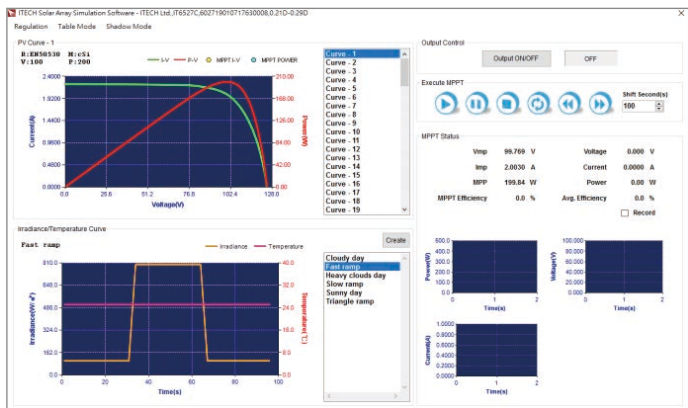 ITECH Solar Array Simulation Software - ITECH Ltd.,IT6527C,602719010717630008,0.21D-0.29D
Regulation Table Mode Shadow Mode
PV Curve - 1
R:EN50530 M:cSi
V:100 P:200
I-V P-V MPPT I-V MPPT POWER
2.4000
1.9200
1.4400
0.9600
0.4800
0.0000
Current(A)
210.00
168.00
126.00
84.00
42.00
0.00
Power(W)
0.0 25.6 51.2 76.8 102.4 128.0
Voltage(V)
Curve - 1
Curve - 2
Curve - 3
Curve - 4
Curve - 5
Curve - 6
Curve - 7
Curve - 8
Curve - 9
Curve - 10
Curve - 11
Curve - 12
Curve - 13
Curve - 14
Curve - 15
Curve - 16
Curve - 17
Curve - 18
Curve - 19
Irradiance/Temperature Curve
Fast ramp
Irradiance Temperature
Create
810.0
648.0
486.0
324.0
162.0
0.0
Irradiance(W/㎡)
40.0
32.0
24.0
16.0
8.0
0.0
Temperature(℃)
0 20 40 60 80 100
Time(s)
Cloudy day
Fast ramp
Heavy clouds day
Slow ramp
Sunny day
Triangle ramp
Output Control
Output ON/OFF OFF
Execute MPPT
Shift Second(s)
100
MPPT Status
Vmp 99.769 V Voltage 0.000 V
Imp 2.0030 A Current 0.0000 A
MPP 199.84 W Power 0.00 W
MPPT Efficiency 0.0 % Avg. Efficiency 0.0 %
Record
500.0
400.0
300.0
200.0
100.0
0.0
Power(W)
0 1 2
Time(s)
100.000
80.000
60.000
40.000
20.000
0.000
Voltage(V)
0 1 2
Time(s)
1.0000
0.8000
0.6000
0.4000
0.2000
0.0000
Current(A)
0 1 2
Time(s)